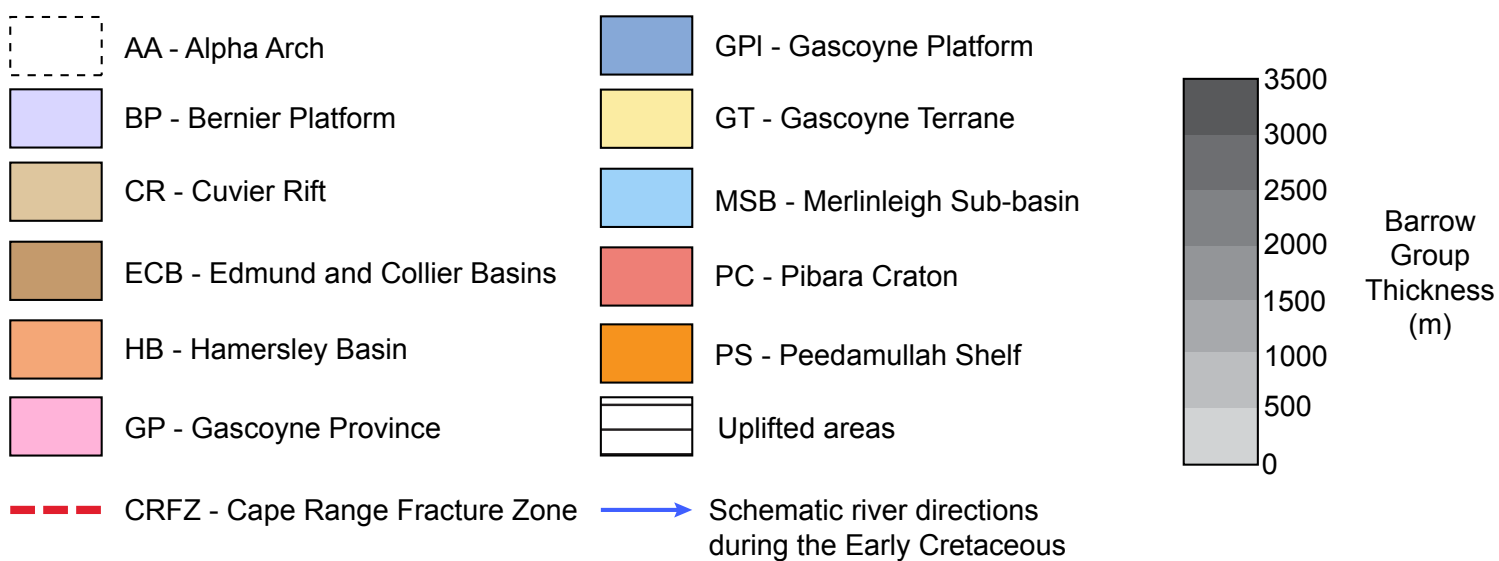 AA - Alpha Arch
BP - Bernier Platform
CR - Cuvier Rift
ECB - Edmund and Collier Basins
HB - Hamersley Basin
GP - Gascoyne Province
CRFZ - Cape Range Fracture Zone
GPl - Gascoyne Platform
GT - Gascoyne Terrane
MSB - Merlinleigh Sub-basin
PC - Pibara Craton
PS - Peedamullah Shelf
Uplifted areas
Schematic river directions
during the Early Cretaceous
3500
3000
2500
2000
1500
1000
500
0
Barrow
Group
Thickness
(m)